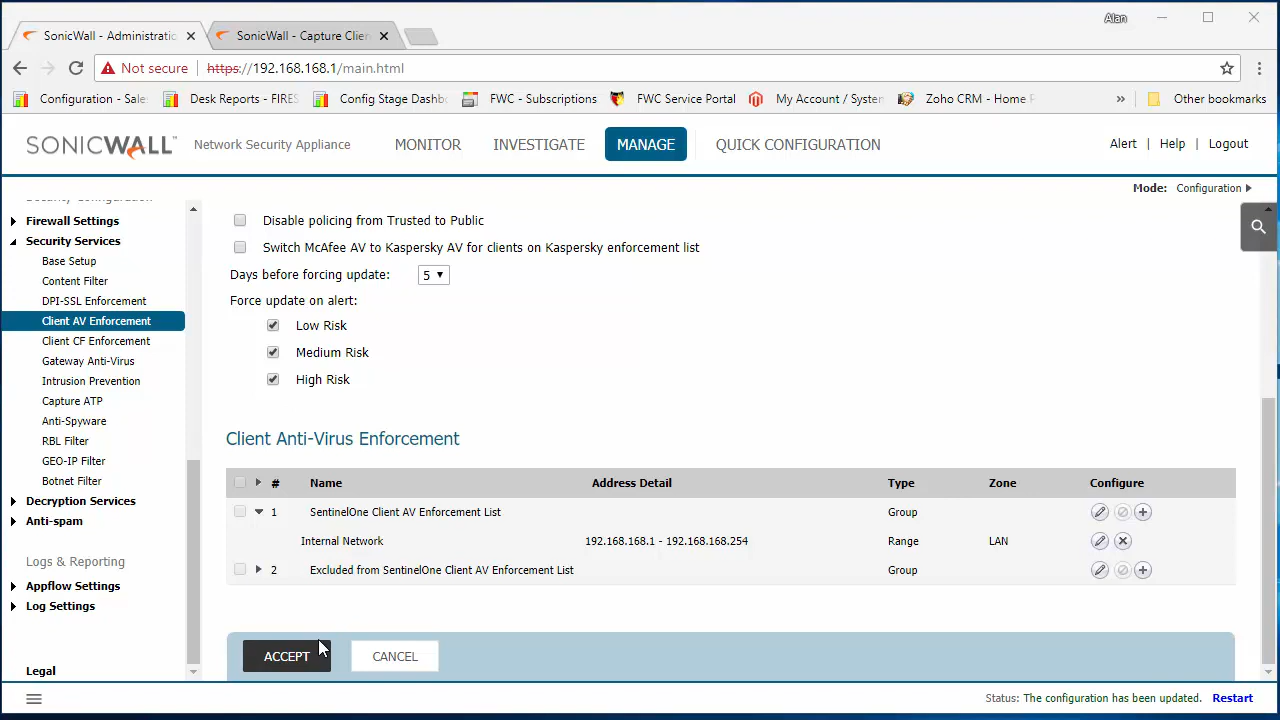 Alan
SonicWall - Administratic
SonicWall - Capture Clien
Not secure
https://192.168.168.1/main.html
Configuration - Sale
Desk Reports - FIRES
Config Stage Dashb
FWC - Subscriptions
FWC Service Portal
My Account / System
Zoho CRM - Home P
»
Other bookmarks
SONICWALL
Network Security Appliance
MONITOR
INVESTIGATE
MANAGE
QUICK CONFIGURATION
Alert | Help | Logout
Mode: Configuration
Security Configuration
Firewall Settings
Security Services
Base Setup
Content Filter
DPI-SSL Enforcement
Client AV Enforcement
Client CF Enforcement
Gateway Anti-Virus
Intrusion Prevention
Capture ATP
Anti-Spyware
RBL Filter
GEO-IP Filter
Botnet Filter
Decryption Services
Anti-spam
Logs & Reporting
Appflow Settings
Log Settings
Legal
Disable policing from Trusted to Public
Switch McAfee AV to Kaspersky AV for clients on Kaspersky enforcement list
Days before forcing update: 5
Force update on alert:
Low Risk
Medium Risk
High Risk
Client Anti-Virus Enforcement
# Name Address Detail Type Zone Configure
1 SentinelOne Client AV Enforcement List Group
Internal Network 192.168.168.1 - 192.168.168.254 Range LAN
2 Excluded from SentinelOne Client AV Enforcement List Group
ACCEPT
CANCEL
Status: The configuration has been updated. Restart